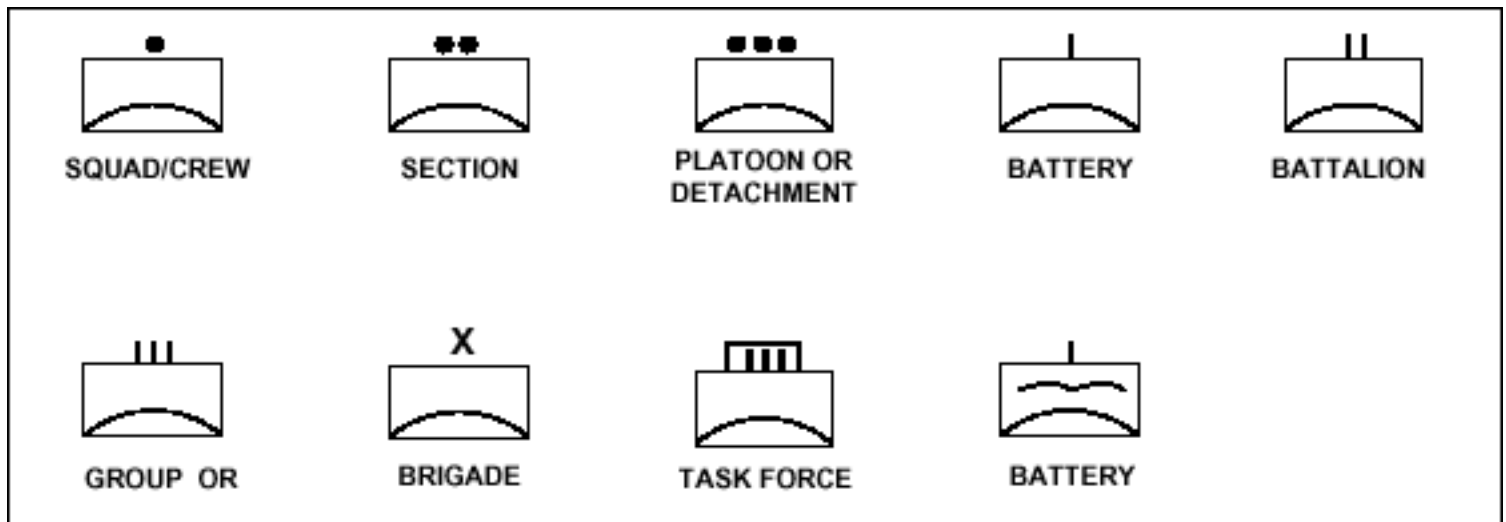 SQUAD/CREW
SECTION
PLATOON OR
DETACHMENT
BATTERY
BATTALION
X
GROUP OR
BRIGADE
TASK FORCE
BATTERY